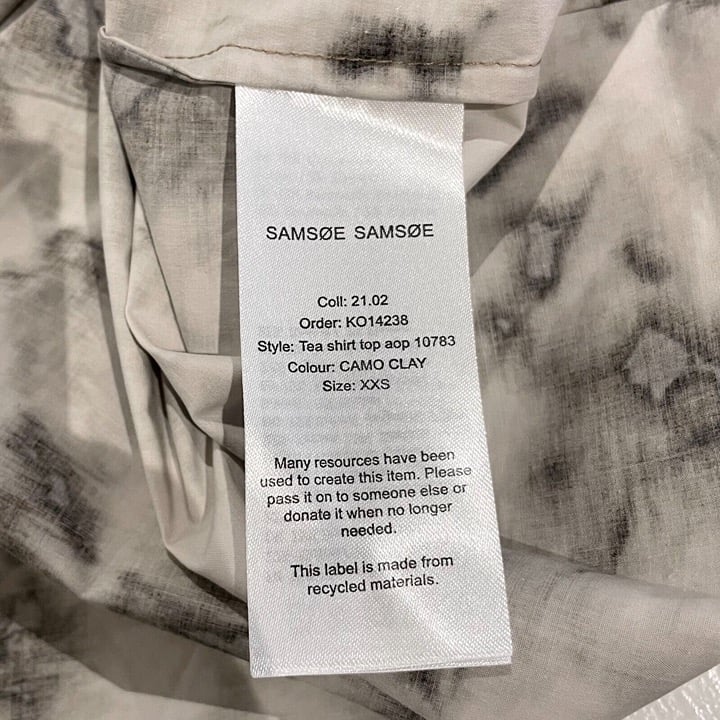 SAMSØE SAMSØE
Coll: 21.02
Order: KO14238
Style: Tea shirt top aop 10783
Colour: CAMO CLAY
Size: XXS
Many resources have been
used to create this item. Please
pass it on to someone else or
donate it when no longer
needed.
This label is made from
recycled materials.